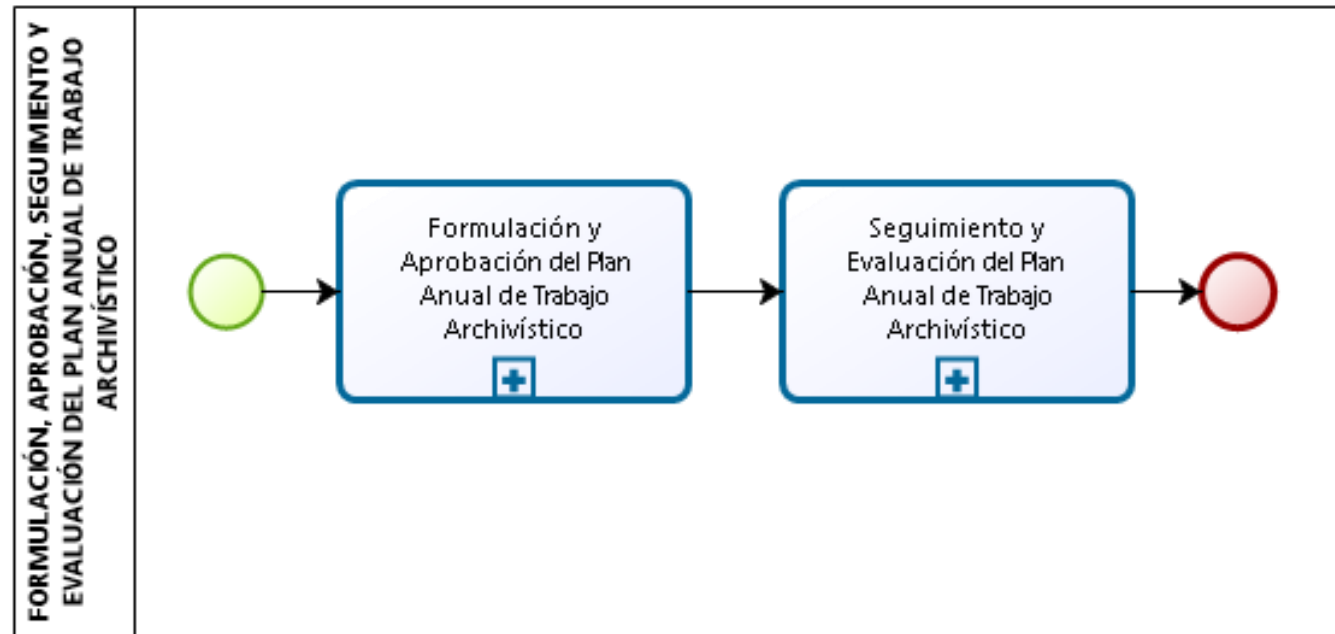 FORMULACIÓN, APROBACIÓN, SEGUIMIENTO Y
EVALUACIÓN DEL PLAN ANUAL DE TRABAJO
ARCHIVÍSTICO
Formulación y
Aprobación del Plan
Anual de Trabajo
Archivístico
Seguimiento y
Evaluación del Plan
Anual de Trabajo
Archivístico